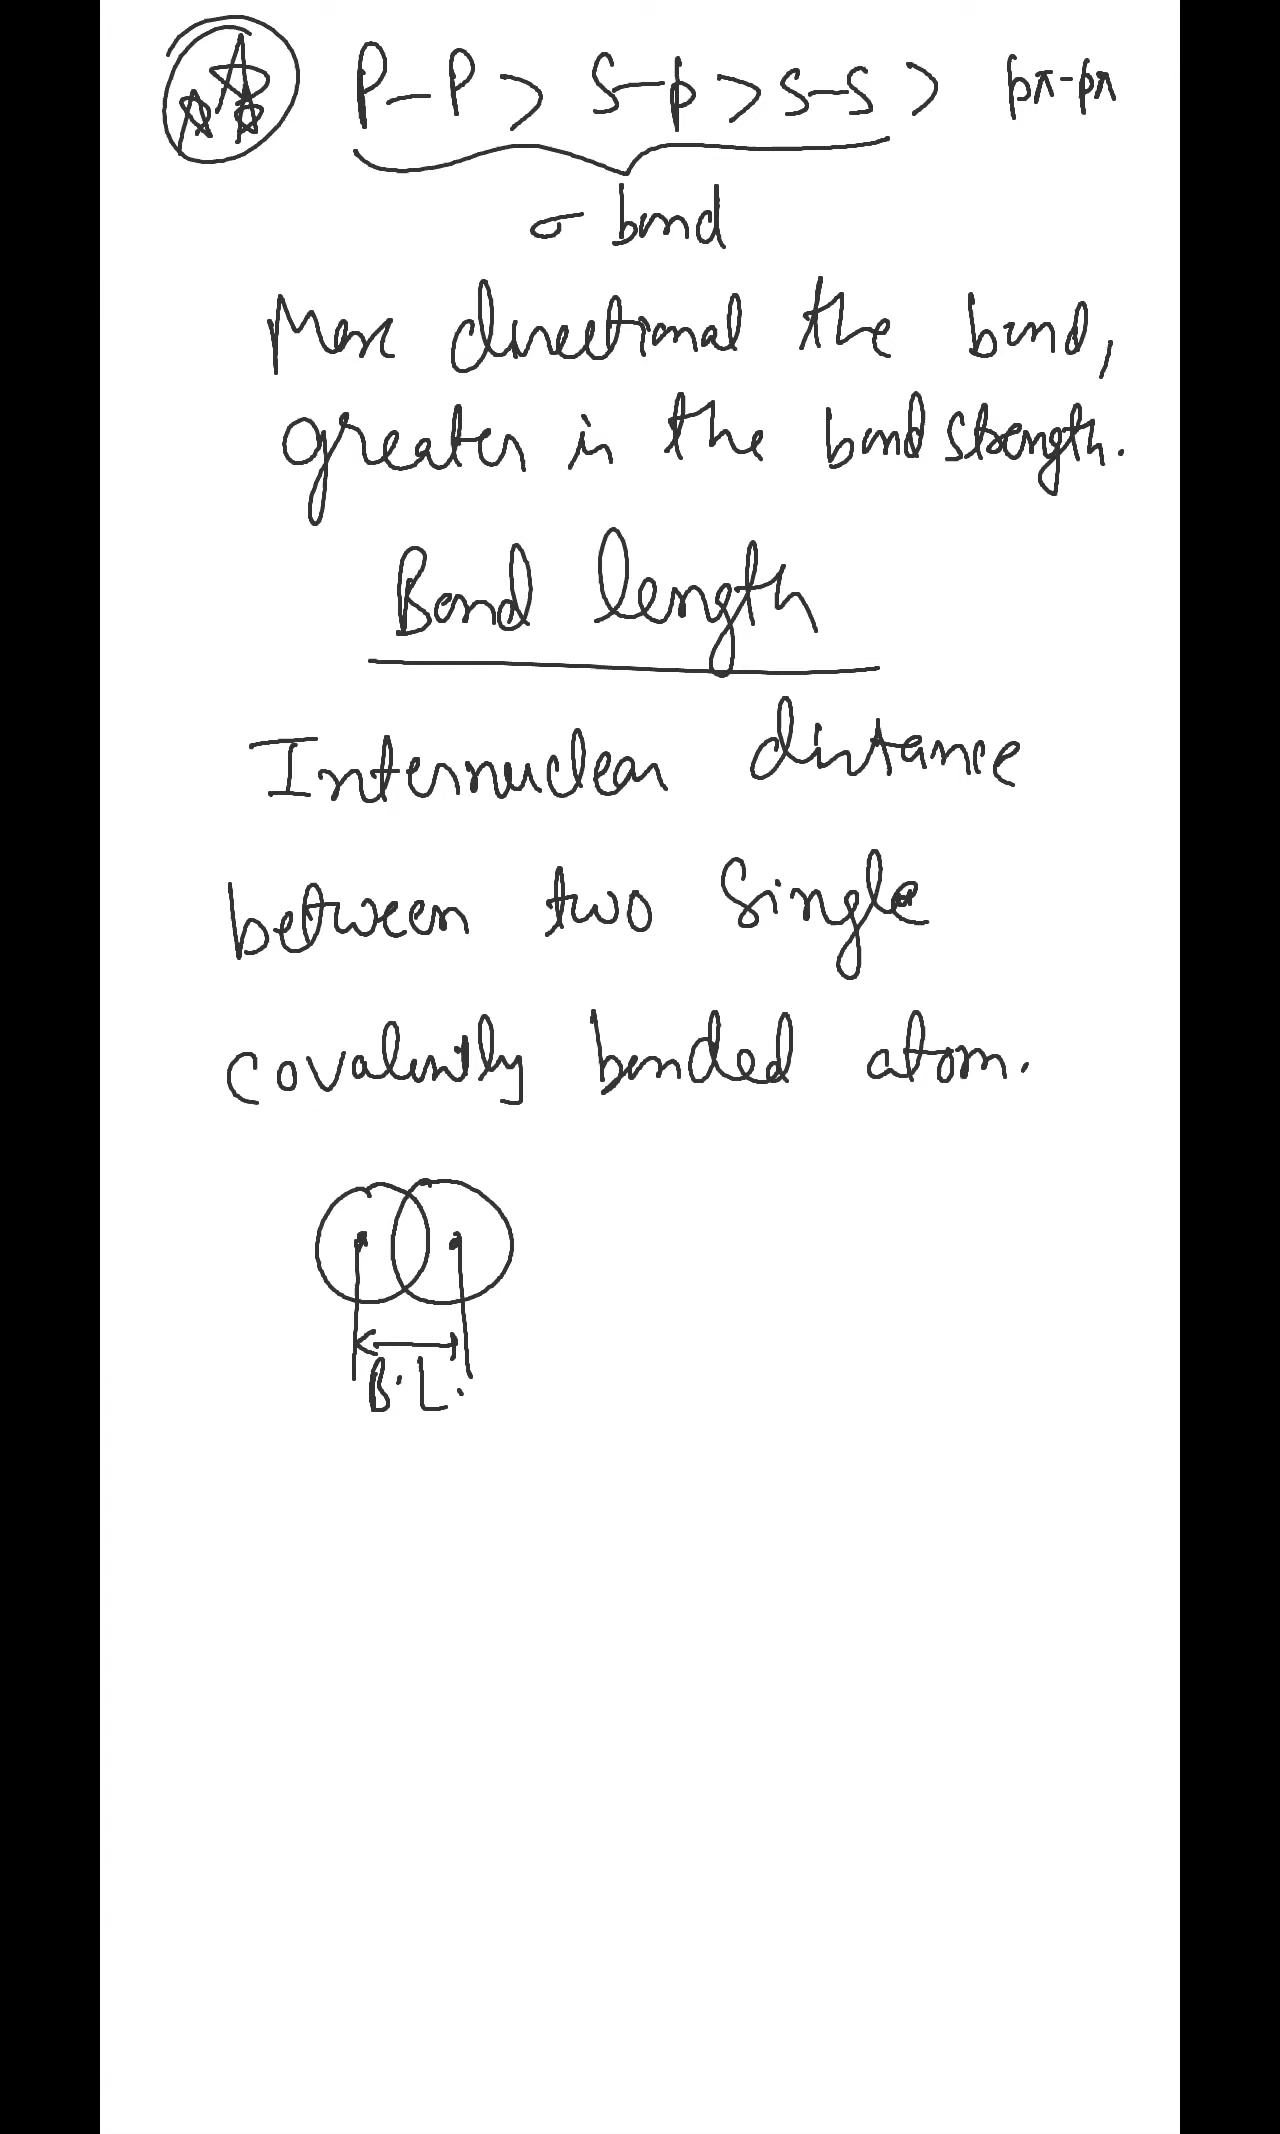 P-P > S-p > s-s > pπ-pπ
σ bond
More directional the bond,
greater is the bond strength.
Bond length
Internuclear distance
between two single
covalently bonded atom.
B.L.